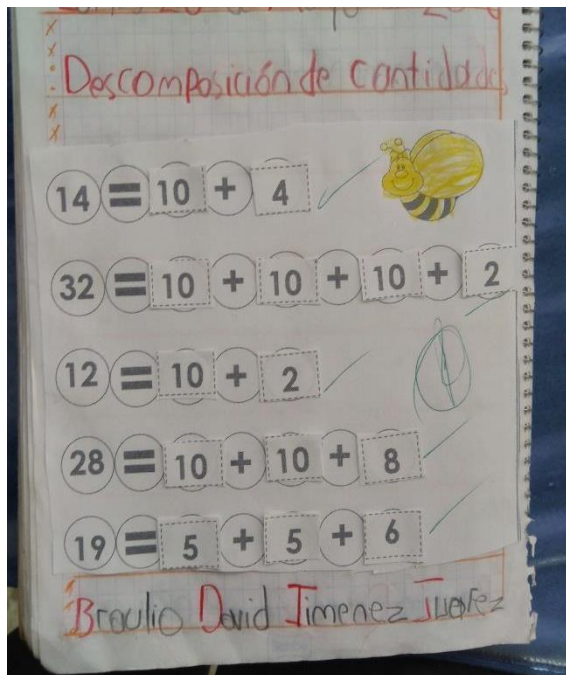 Descomposición de cantidades
14 = 10 + 4
32 = 10 + 10 + 10 + 2
12 = 10 + 2
28 = 10 + 10 + 8
19 = 5 + 5 + 6
Braulio David Jimenez Juarez